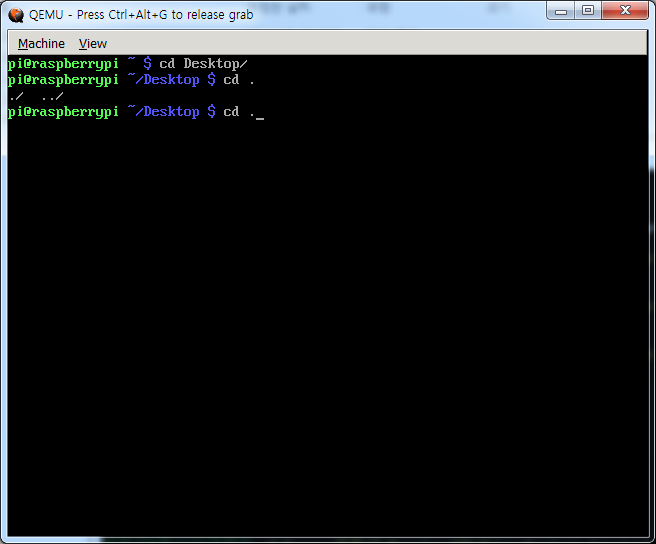 QEMU - Press Ctrl+Alt+G to release grab
Machine View
pi@raspberrypi ~ $ cd Desktop/
pi@raspberrypi ~/Desktop $ cd .
./ ../
pi@raspberrypi ~/Desktop $ cd ._